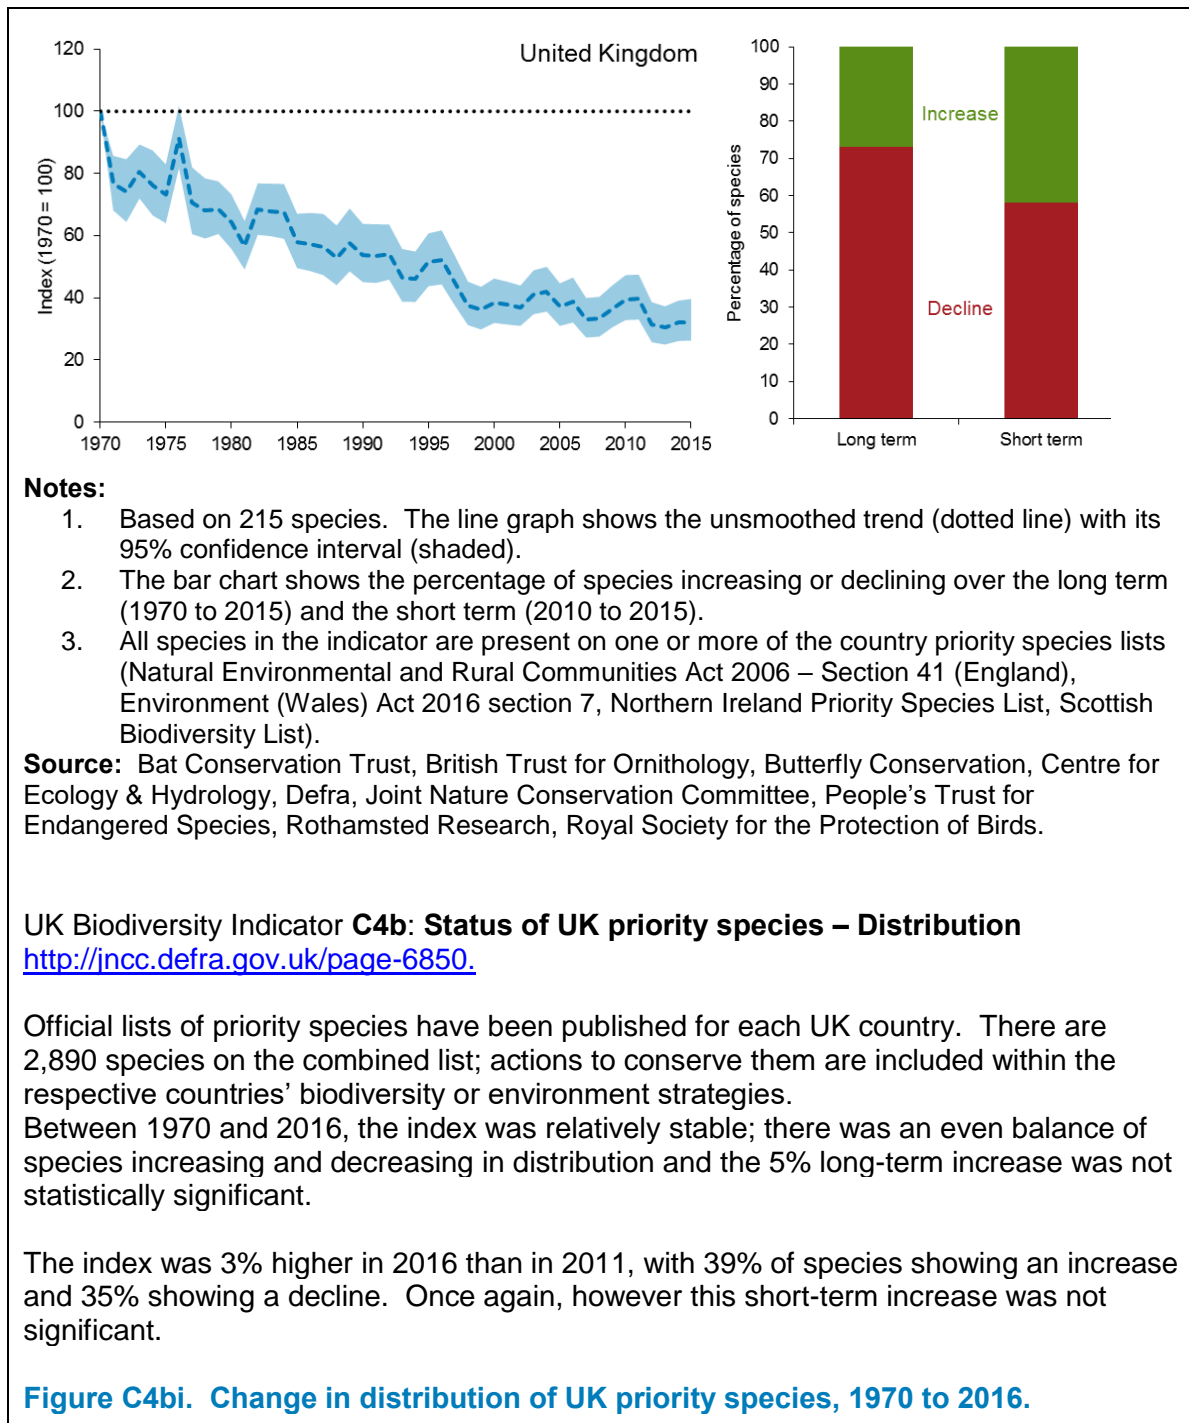 United Kingdom
120
100
80
60
40
20
0
Index (1970 = 100)
1970 1975 1980 1985 1990 1995 2000 2005 2010 2015
100
90
80
70
60
50
40
30
20
10
0
Percentage of species
Increase
Decline
Long term Short term
Notes:
1. Based on 215 species. The line graph shows the unsmoothed trend (dotted line) with its
95% confidence interval (shaded).
2. The bar chart shows the percentage of species increasing or declining over the long term
(1970 to 2015) and the short term (2010 to 2015).
3. All species in the indicator are present on one or more of the country priority species lists
(Natural Environmental and Rural Communities Act 2006 – Section 41 (England),
Environment (Wales) Act 2016 section 7, Northern Ireland Priority Species List, Scottish
Biodiversity List).
Source: Bat Conservation Trust, British Trust for Ornithology, Butterfly Conservation, Centre for
Ecology & Hydrology, Defra, Joint Nature Conservation Committee, People’s Trust for
Endangered Species, Rothamsted Research, Royal Society for the Protection of Birds.
UK Biodiversity Indicator C4b: Status of UK priority species – Distribution
http://jncc.defra.gov.uk/page-6850.
Official lists of priority species have been published for each UK country. There are
2,890 species on the combined list; actions to conserve them are included within the
respective countries’ biodiversity or environment strategies.
Between 1970 and 2016, the index was relatively stable; there was an even balance of
species increasing and decreasing in distribution and the 5% long-term increase was not
statistically significant.
The index was 3% higher in 2016 than in 2011, with 39% of species showing an increase
and 35% showing a decline. Once again, however this short-term increase was not
significant.
Figure C4bi. Change in distribution of UK priority species, 1970 to 2016.